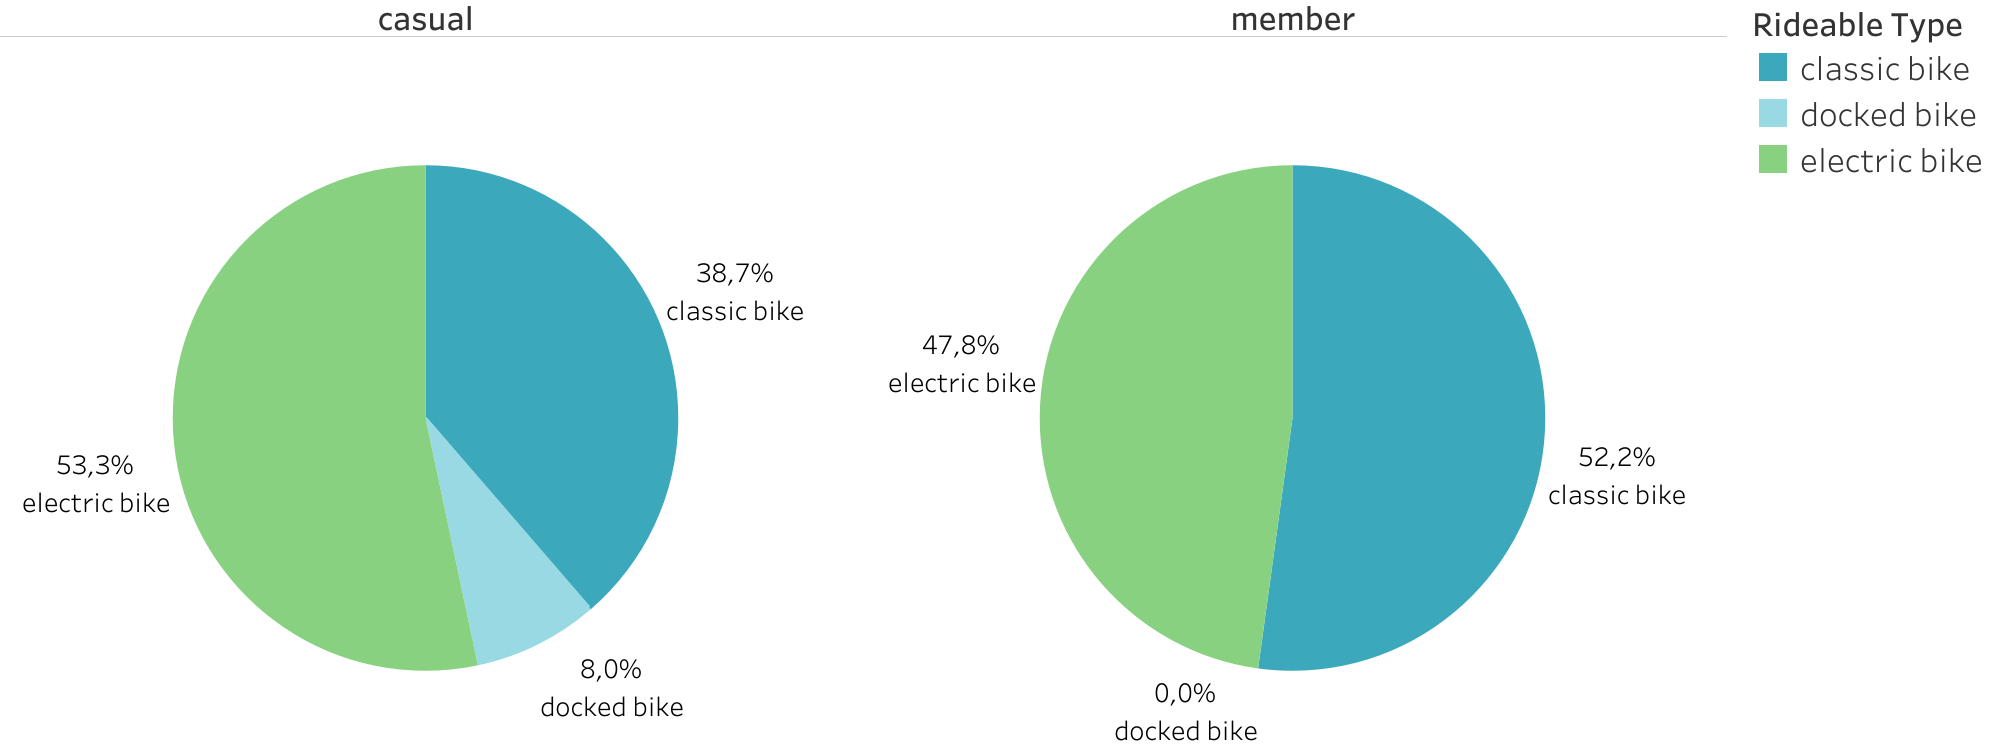 casual
member
Rideable Type
classic bike
docked bike
electric bike
38,7%
classic bike
53,3%
electric bike
8,0%
docked bike
47,8%
electric bike
52,2%
classic bike
0,0%
docked bike